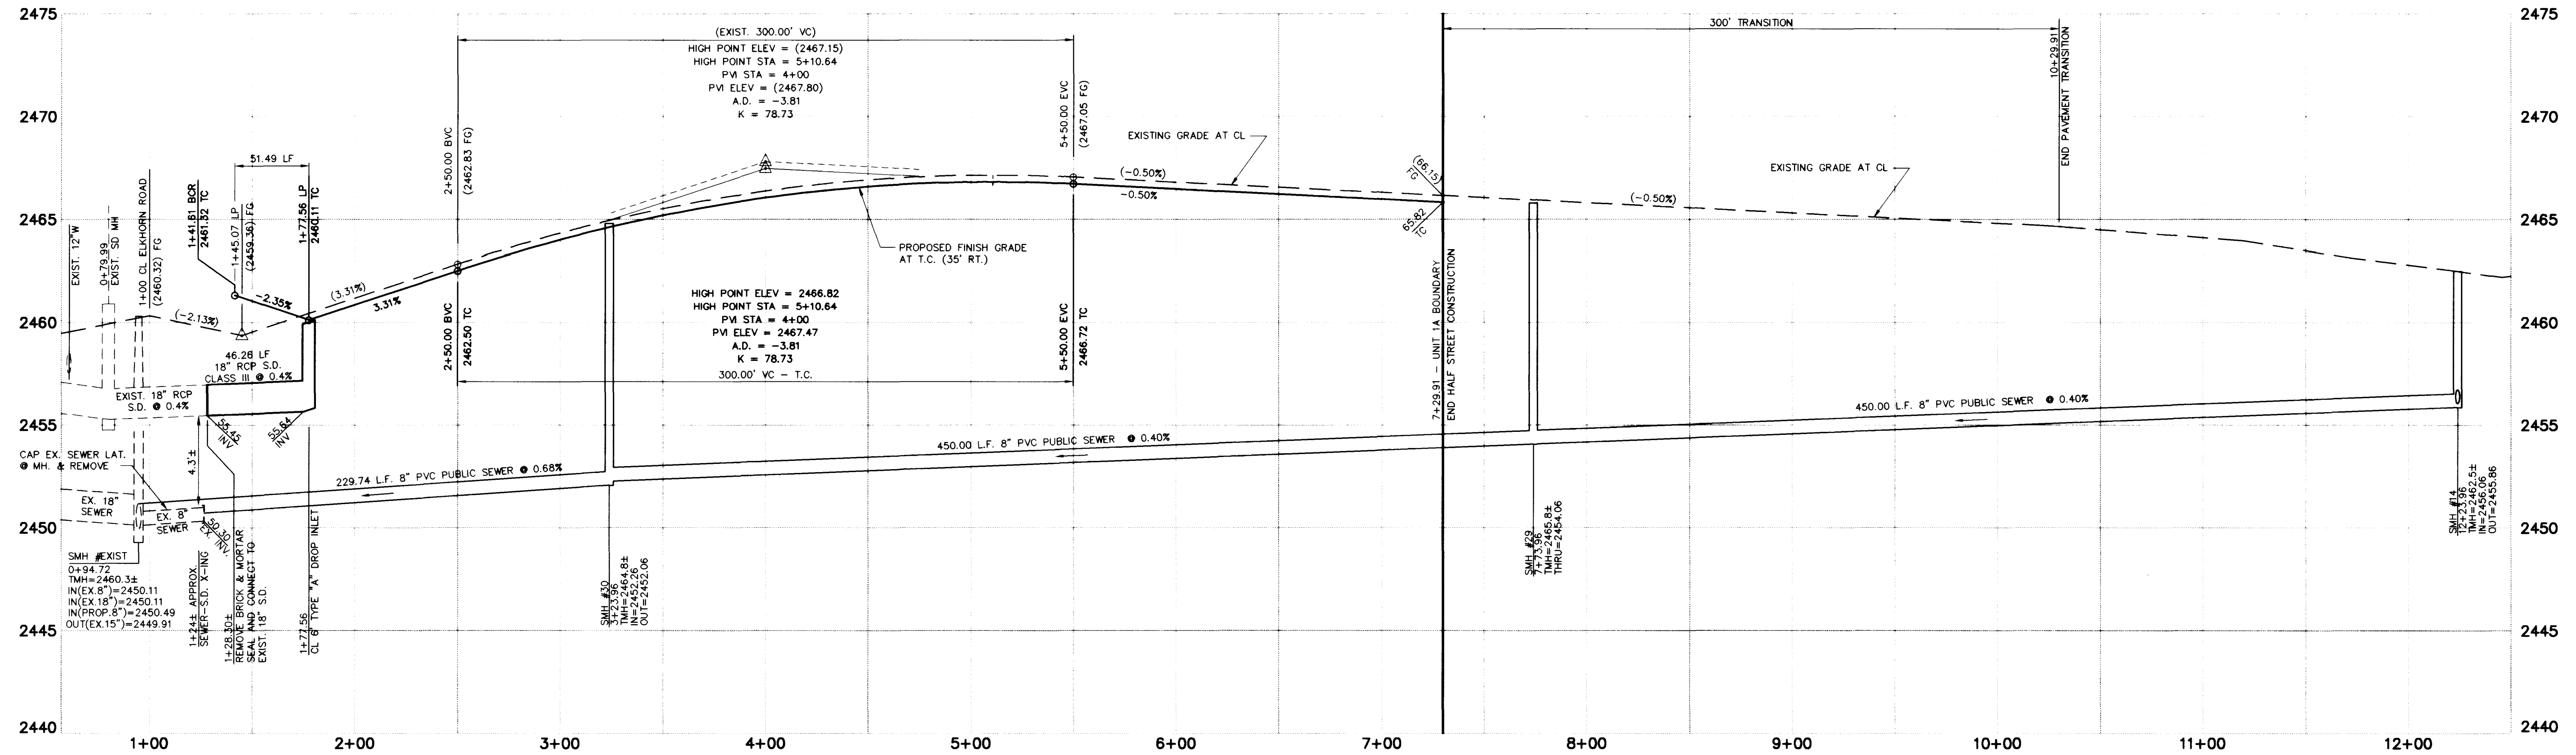 2475
2470
2465
2460
2455
2450
2445
2440
(EXIST. 300.00' VC)
HIGH POINT ELEV = (2467.15)
HIGH POINT STA = 5+10.64
PVI STA = 4+00
PVI ELEV = (2467.80)
A.D. = -3.81
K = 78.73
300' TRANSITION
10+29.91
END PAVEMENT TRANSITION
EXIST. 12"W
0+79.99
EXIST. SD MH
1+00 CL ELKHORN ROAD
(2460.32) FG
1+41.61 BCR
2461.32 TC
51.49 LF
1+45.07 LP
(2459.36) FG
1+77.56 LP
2460.11 TC
2+50.00 BVC
(2462.83 FG)
5+50.00 EVC
(2467.05 FG)
EXISTING GRADE AT CL
EXISTING GRADE AT CL
(-0.50%)
-0.50%
(66.15)
FG
65.82
TC
(-0.50%)
PROPOSED FINISH GRADE
AT T.C. (35' RT.)
(-2.13%)
-2.35%
(3.31%)
3.31%
2+50.00 BVC
2462.50 TC
HIGH POINT ELEV = 2466.82
HIGH POINT STA = 5+10.64
PVI STA = 4+00
PVI ELEV = 2467.47
A.D. = -3.81
K = 78.73
300.00' VC - T.C.
5+50.00 EVC
2466.72 TC
7+29.91 - UNIT 1A BOUNDARY
END HALF STREET CONSTRUCTION
46.26 LF
18" RCP S.D.
CLASS III @ 0.4%
EXIST. 18" RCP
S.D. @ 0.4%
55.45
INV
55.64
INV
4.3'±
CAP EX. SEWER LAT.
@ MH. & REMOVE
EX. 18"
SEWER
EX. 8"
SEWER
50.30
EX. INV.
229.74 L.F. 8" PVC PUBLIC SEWER @ 0.68%
450.00 L.F. 8" PVC PUBLIC SEWER @ 0.40%
450.00 L.F. 8" PVC PUBLIC SEWER @ 0.40%
SMH #EXIST
0+94.72
TMH=2460.3±
IN(EX.8")=2450.11
IN(EX.18")=2450.11
IN(PROP.8")=2450.49
OUT(EX.15")=2449.91
1+24± APPROX.
SEWER-S.D. X-ING
1+28.30±
REMOVE BRICK & MORTAR
SEAL AND CONNECT TO
EXIST. 18" S.D.
1+77.56
CL 6' TYPE "A" DROP INLET
SMH #30
3+23.96
TMH=2464.8±
IN=2452.26
OUT=2452.06
SMH #29
7+73.96
TMH=2465.8±
THRU=2454.06
SMH #14
12+23.96
TMH=2462.5±
IN=2456.06
OUT=2455.86
2475
2470
2465
2460
2455
2450
2445
2440
1+00
2+00
3+00
4+00
5+00
6+00
7+00
8+00
9+00
10+00
11+00
12+00